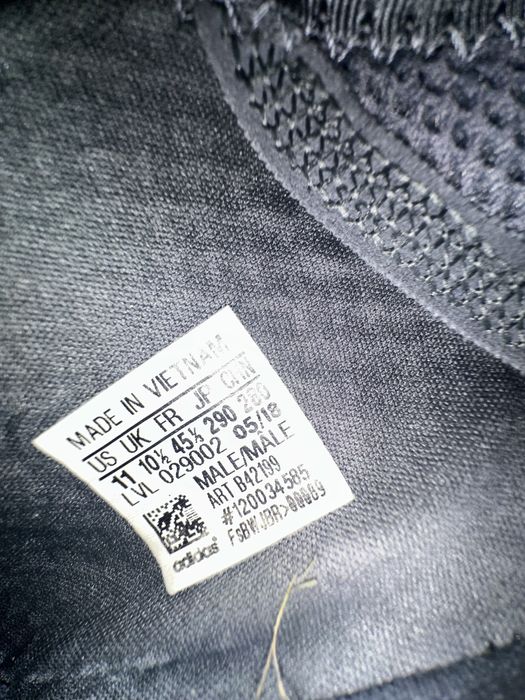 MADE IN VIETNAM
US UK FR JP CHN
11 10½ 45⅓ 290 280
LVL 029002 05/18
MALE/MALE
ART B42199
#120034585
FsBWJBR>00009
adidas